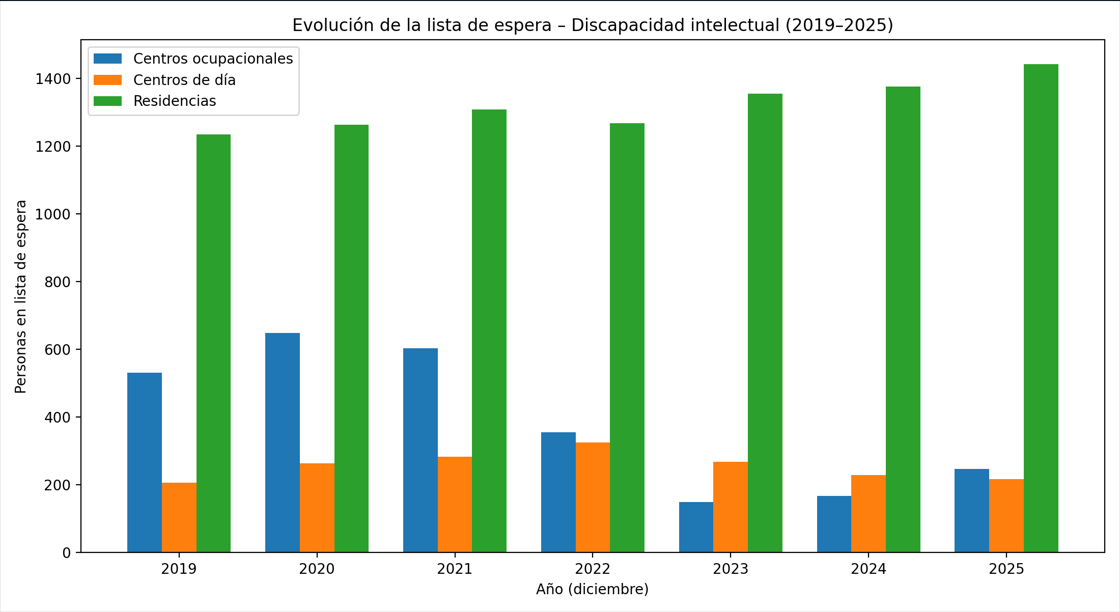 Evolución de la lista de espera – Discapacidad intelectual (2019–2025)
Centros ocupacionales
Centros de día
Residencias
Personas en lista de espera
1400
1200
1000
800
600
400
200
0
2019 2020 2021 2022 2023 2024 2025
Año (diciembre)